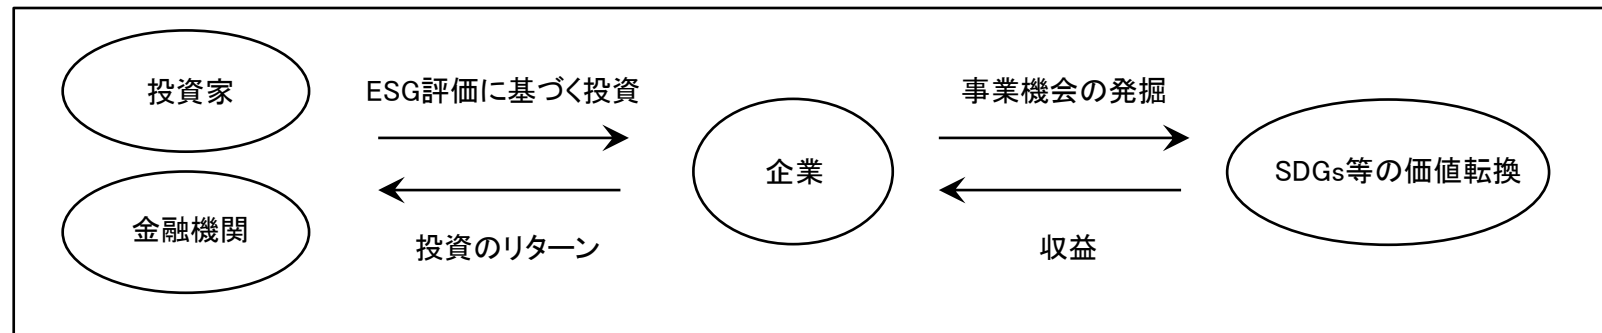 投資家
金融機関
ESG評価に基づく投資
投資のリターン
企業
事業機会の発掘
収益
SDGs等の価値転換